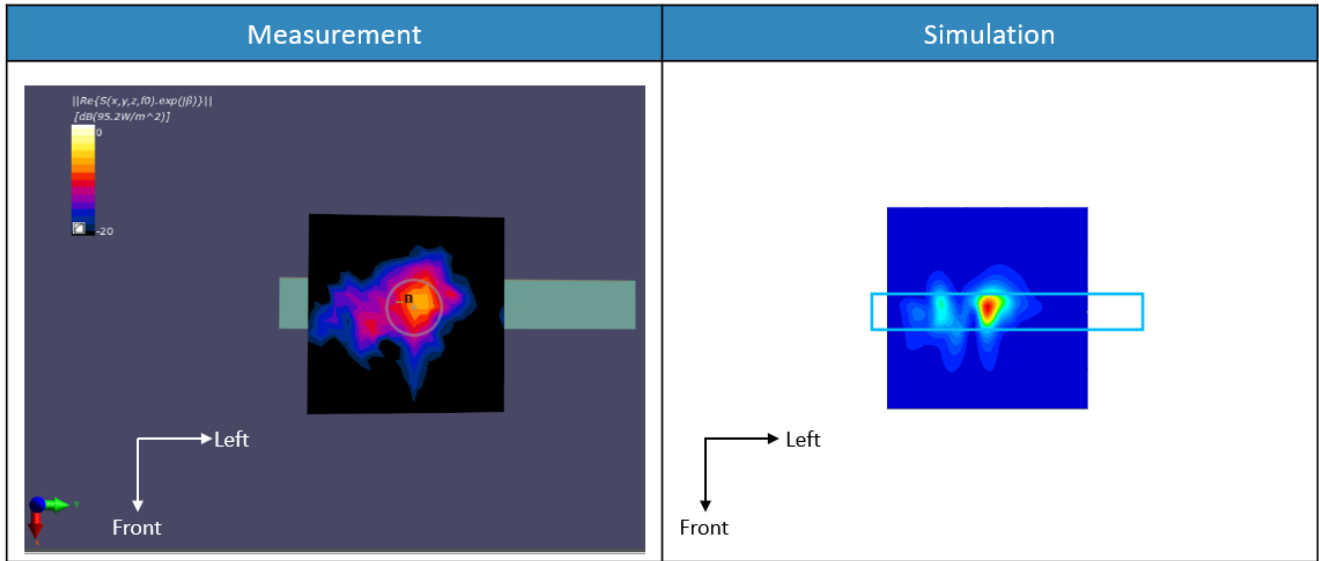 Measurement
Simulation
||Re{S(x,y,z,f0).exp(jβ)}||
[dB(95.2W/m^2)]
0
-20
n
Left
Front
Y
X
Left
Front